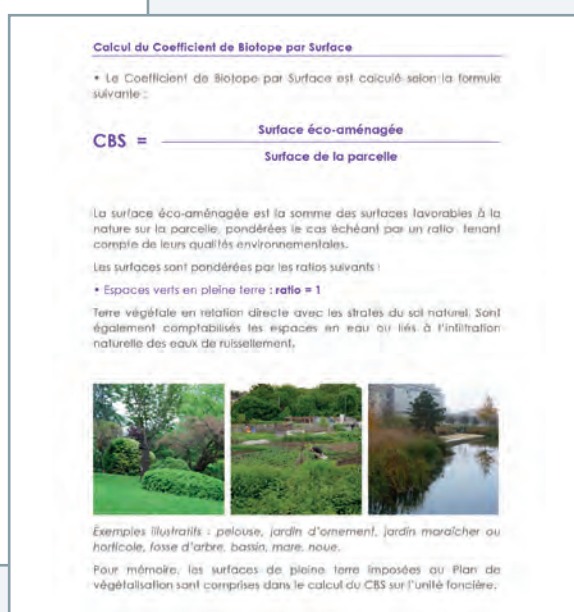 Calcul du Coefficient de Biotope par Surface
• Le Coefficient de Biotope par Surface est calculé selon la formule
suivante :
CBS =
Surface éco-aménagée
Surface de la parcelle
La surface éco-aménagée est la somme des surfaces favorables à la
nature sur la parcelle, pondérées le cas échéant par un ratio tenant
compte de leurs qualités environnementales.
Les surfaces sont pondérées par les ratios suivants :
• Espaces verts en pleine terre : ratio = 1
Terre végétale en relation directe avec les strates du sol naturel. Sont
également comptabilisés les espaces en eau ou liés à l'infiltration
naturelle des eaux de ruissellement.
Exemples illustratifs : pelouse, jardin d'ornement, jardin maraîcher ou
horticole, fosse d'arbre, bassin, mare, noue.
Pour mémoire, les surfaces de pleine terre imposées au Plan de
végétalisation sont comprises dans le calcul du CBS sur l'unité foncière.